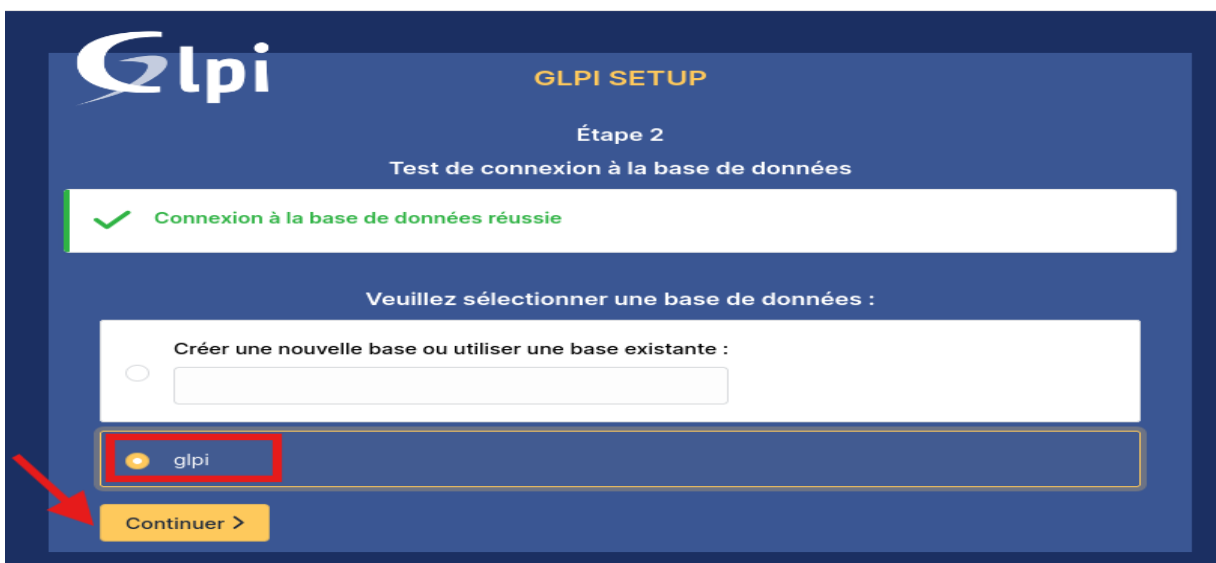 Glpi
GLPI SETUP
Étape 2
Test de connexion à la base de données
Connexion à la base de données réussie
Veuillez sélectionner une base de données :
Créer une nouvelle base ou utiliser une base existante :
glpi
Continuer >